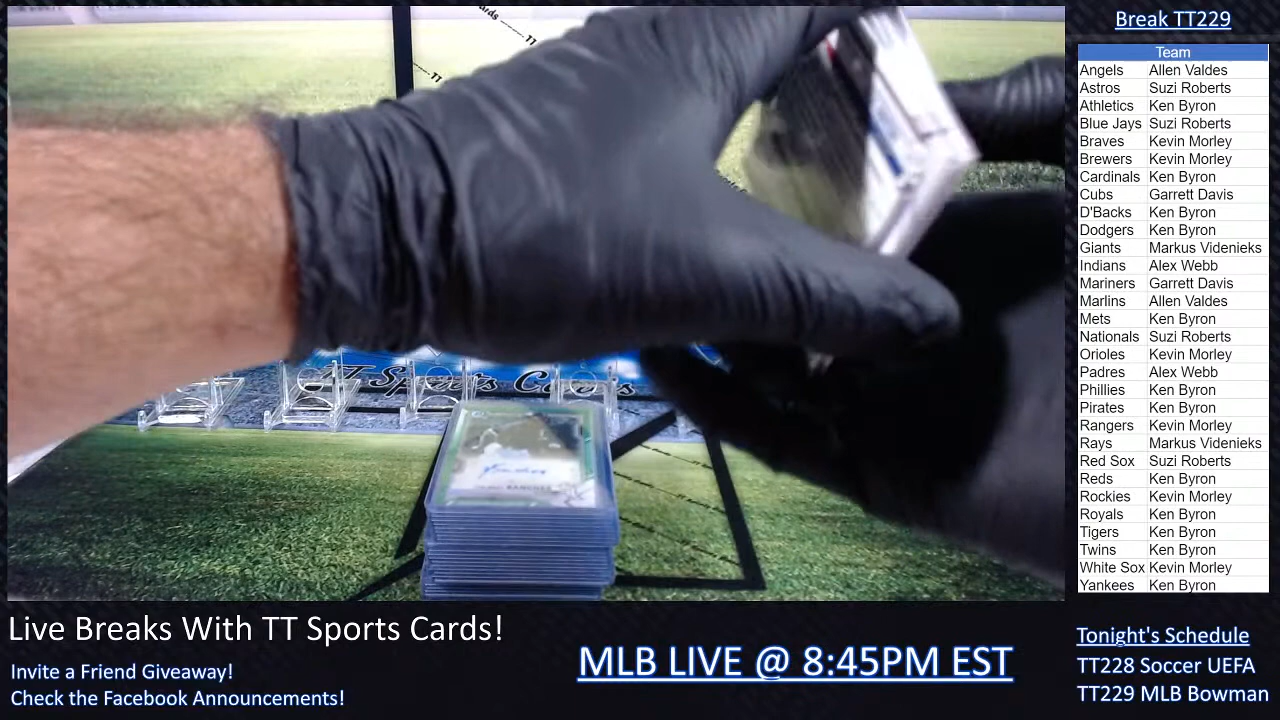 Break TT229
Team
Angels Allen Valdes
Astros Suzi Roberts
Athletics Ken Byron
Blue Jays Suzi Roberts
Braves Kevin Morley
Brewers Kevin Morley
Cardinals Ken Byron
Cubs Garrett Davis
D'Backs Ken Byron
Dodgers Ken Byron
Giants Markus Videnieks
Indians Alex Webb
Mariners Garrett Davis
Marlins Allen Valdes
Mets Ken Byron
Nationals Suzi Roberts
Orioles Kevin Morley
Padres Alex Webb
Phillies Ken Byron
Pirates Ken Byron
Rangers Kevin Morley
Rays Markus Videnieks
Red Sox Suzi Roberts
Reds Ken Byron
Rockies Kevin Morley
Royals Ken Byron
Tigers Ken Byron
Twins Ken Byron
White Sox Kevin Morley
Yankees Ken Byron
TT Sports Cards
Live Breaks With TT Sports Cards!
Invite a Friend Giveaway!
Check the Facebook Announcements!
MLB LIVE @ 8:45PM EST
Tonight's Schedule
TT228 Soccer UEFA
TT229 MLB Bowman